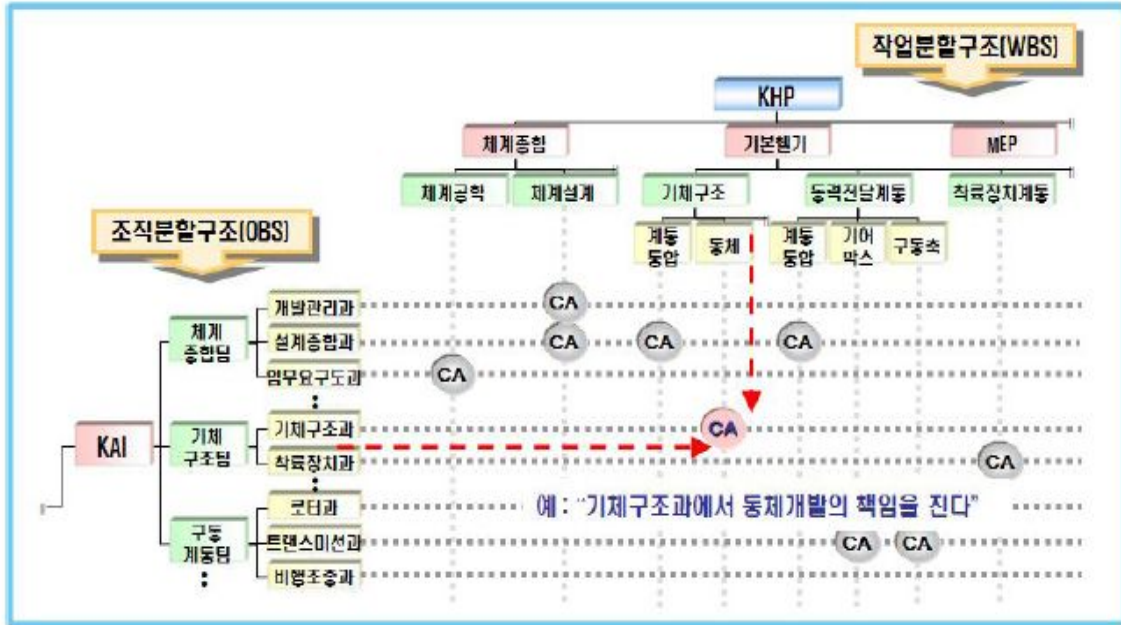 작업분할구조(WBS)
KHP
체계종합
기본헬기
MEP
체계공학
체계설계
기체구조
동력전달계통
착륙장치계통
조직분할구조(OBS)
계통
통합
동체
계통
통합
기어
박스
구동축
개발관리과
CA
체계
종합팀
설계종합과
CA
CA
CA
임무요구도과
CA
KAI
기체
구조팀
기체구조과
CA
착륙장치과
CA
로터과
예 : "기체구조과에서 동체개발의 책임을 진다"
구동
계통팀
트랜스미션과
CA
CA
비행조종과